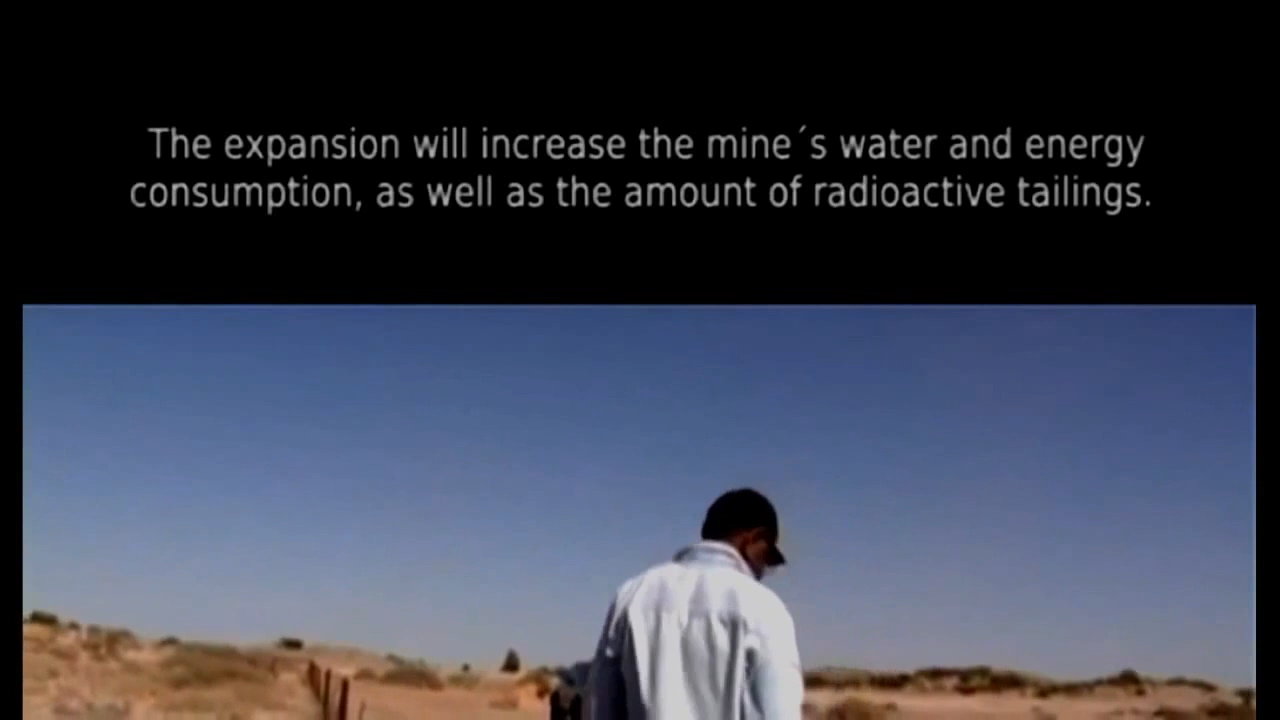 The expansion will increase the mine´s water and energy
consumption, as well as the amount of radioactive tailings.